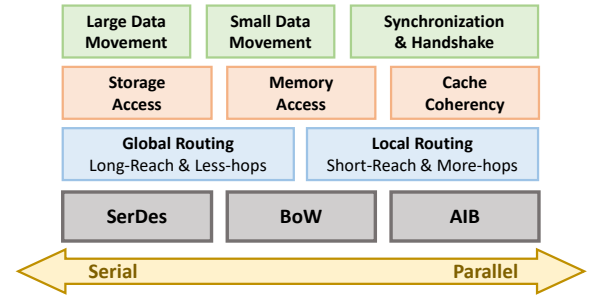 Large Data
Movement
Small Data
Movement
Synchronization
& Handshake
Storage
Access
Memory
Access
Cache
Coherency
Global Routing
Long-Reach & Less-hops
Local Routing
Short-Reach & More-hops
SerDes
BoW
AIB
Serial
Parallel